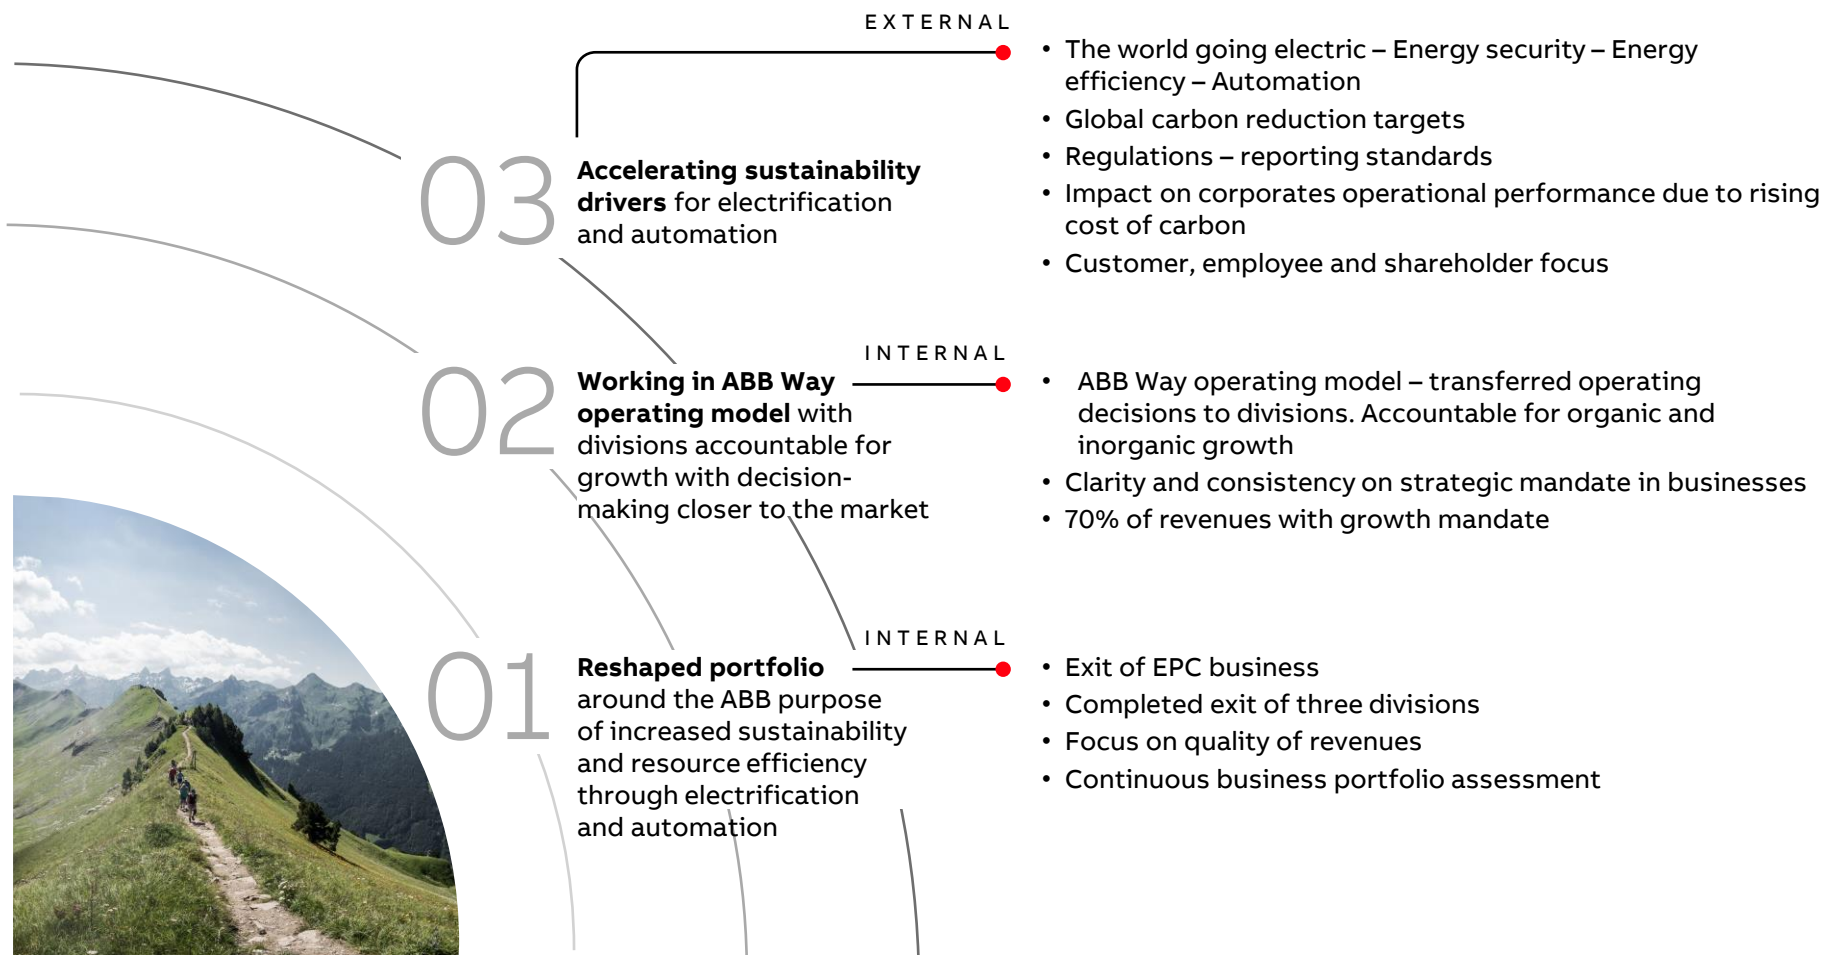 EXTERNAL
• The world going electric – Energy security – Energy
efficiency – Automation
• Global carbon reduction targets
• Regulations – reporting standards
• Impact on corporates operational performance due to rising
cost of carbon
• Customer, employee and shareholder focus
03
Accelerating sustainability
drivers for electrification
and automation
INTERNAL
02
Working in ABB Way
operating model with
divisions accountable for
growth with decision-
making closer to the market
• ABB Way operating model – transferred operating
decisions to divisions. Accountable for organic and
inorganic growth
• Clarity and consistency on strategic mandate in businesses
• 70% of revenues with growth mandate
INTERNAL
01
Reshaped portfolio
around the ABB purpose
of increased sustainability
and resource efficiency
through electrification
and automation
• Exit of EPC business
• Completed exit of three divisions
• Focus on quality of revenues
• Continuous business portfolio assessment